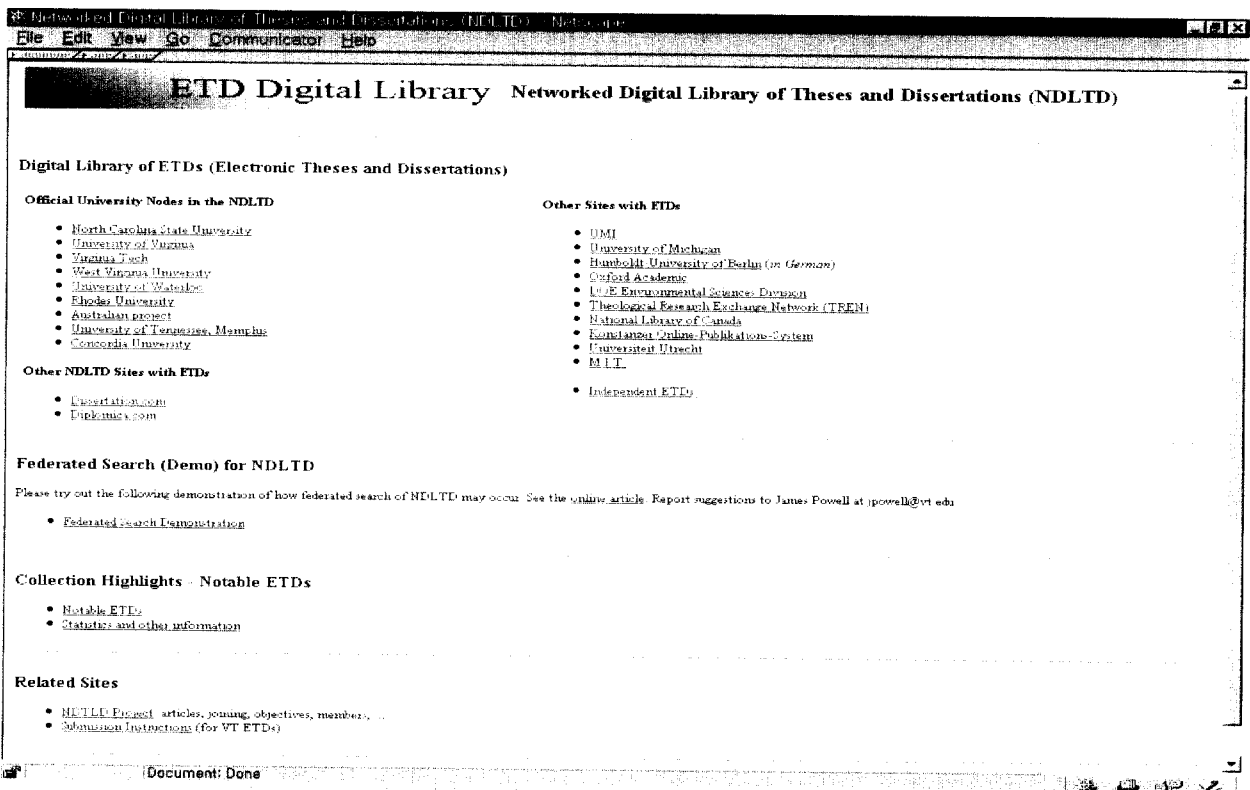 Networked Digital Library of Theses and Dissertations (NDLTD) - Netscape
File Edit View Go Communicator Help
ETD Digital Library Networked Digital Library of Theses and Dissertations (NDLTD)
Digital Library of ETDs (Electronic Theses and Dissertations)
Official University Nodes in the NDLTD
North Carolina State University
University of Virginia
Virginia Tech
West Virginia University
University of Waterloo
Rhodes University
Australian project
University of Tennessee, Memphis
Concordia University
Other NDLTD Sites with ETDs
Dissertation.com
Diplomica.com
Other Sites with ETDs
UMI
University of Michigan
Humboldt-University of Berlin (in German)
Oxford Academic
DOE Environmental Sciences Division
Theological Research Exchange Network (TREN)
National Library of Canada
Konstanzer Online-Publikations-System
Universiteit Utrecht
M.I.T.
Independent ETDs
Federated Search (Demo) for NDLTD
Please try out the following demonstration of how federated search of NDLTD may occur. See the online article. Report suggestions to James Powell at jpowell@vt.edu
Federated Search Demonstration
Collection Highlights - Notable ETDs
Notable ETDs
Statistics and other information
Related Sites
NDTLD Project articles, joining, objectives, members, ...
Submission Instructions (for VT ETDs)
Document: Done